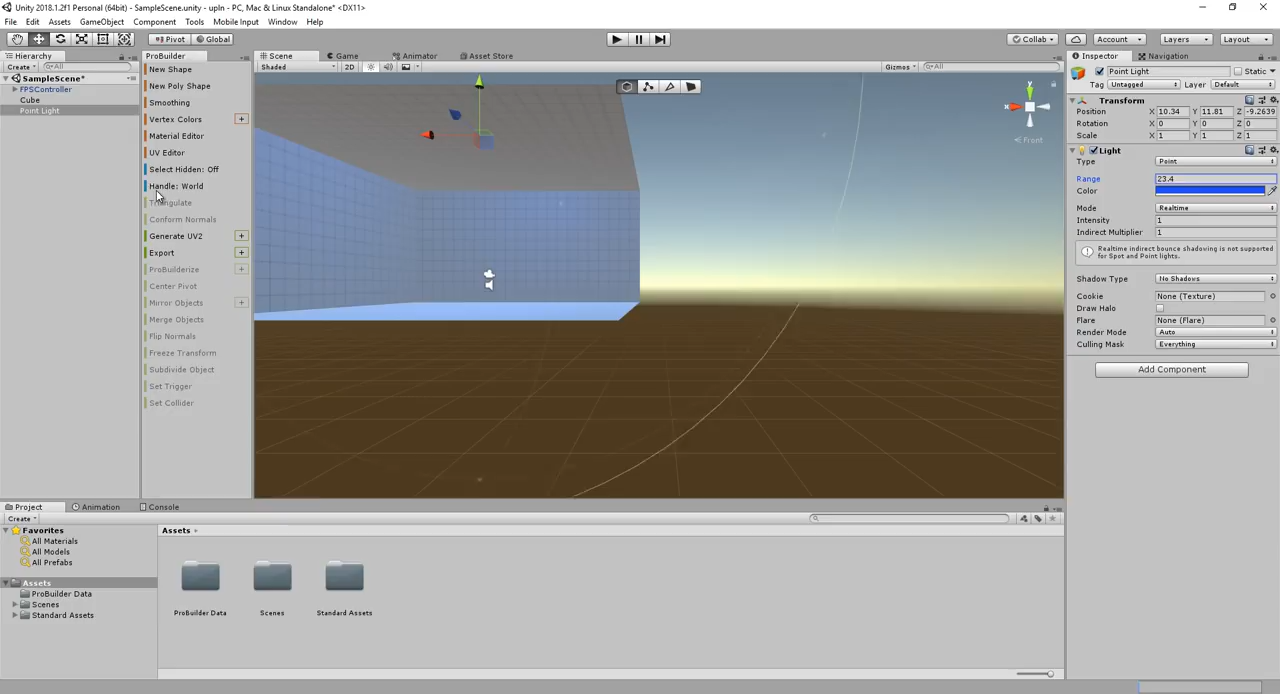 Unity 2018.1.2f1 Personal (64bit) - SampleScene.unity - upIn - PC, Mac & Linux Standalone* <DX11>
File Edit Assets GameObject Tools Component Mobile Input Window Help
Pivot Global Collab Account Layers Layout
Hierarchy
Create All
SampleScene*
FPSController
Cube
Point Light
ProBuilder
New Shape
New Poly Shape
Smoothing
Vertex Colors +
Material Editor
UV Editor
Select Hidden: Off
Handle: World
Triangulate
Conform Normals
Generate UV2 +
Export +
ProBuilderize +
Center Pivot
Mirror Objects +
Merge Objects
Flip Normals
Freeze Transform
Subdivide Object
Set Trigger
Set Collider
Scene Game Animator Asset Store
Shaded 2D Gizmos All
y
x
Front
Inspector Navigation
Point Light Static
Tag Untagged Layer Default
Transform
Position X 10.34 Y 11.81 Z -9.2639
Rotation X 0 Y 0 Z 0
Scale X 1 Y 1 Z 1
Light
Type Point
Range 23.4
Color
Mode Realtime
Intensity 1
Indirect Multiplier 1
Realtime indirect bounce shadowing is not supported
for Spot and Point lights.
Shadow Type No Shadows
Cookie None (Texture)
Draw Halo
Flare None (Flare)
Render Mode Auto
Culling Mask Everything
Add Component
Project Animation Console
Create
Favorites
All Materials
All Models
All Prefabs
Assets
ProBuilder Data
Scenes
Standard Assets
Assets
ProBuilder Data Scenes Standard Assets